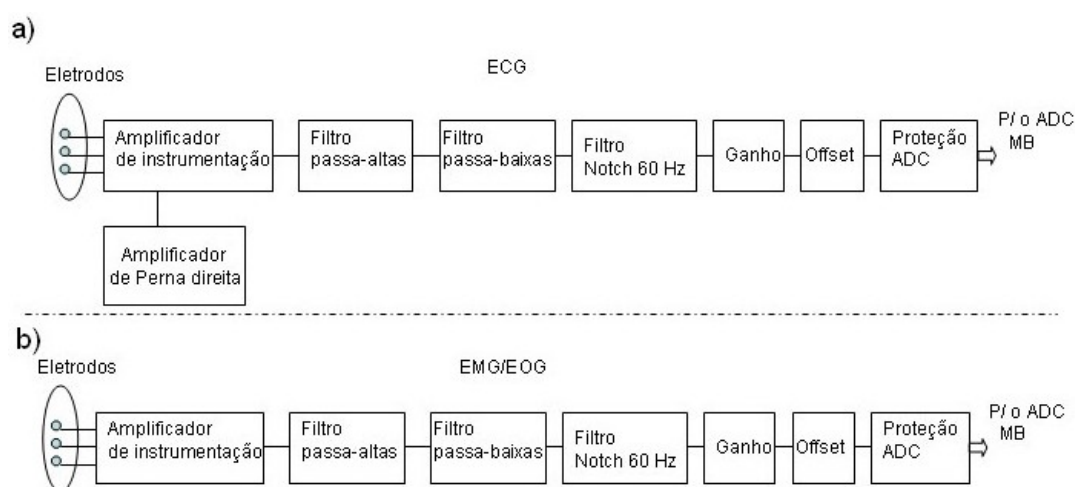 a)
ECG
Eletrodos
Amplificador
de instrumentação
Filtro
passa-altas
Filtro
passa-baixas
Filtro
Notch 60 Hz
Ganho
Offset
Proteção
ADC
P/ o ADC
MB
Amplificador
de Perna direita
b)
EMG/EOG
Eletrodos
Amplificador
de instrumentação
Filtro
passa-altas
Filtro
passa-baixas
Filtro
Notch 60 Hz
Ganho
Offset
Proteção
ADC
P/ o ADC
MB